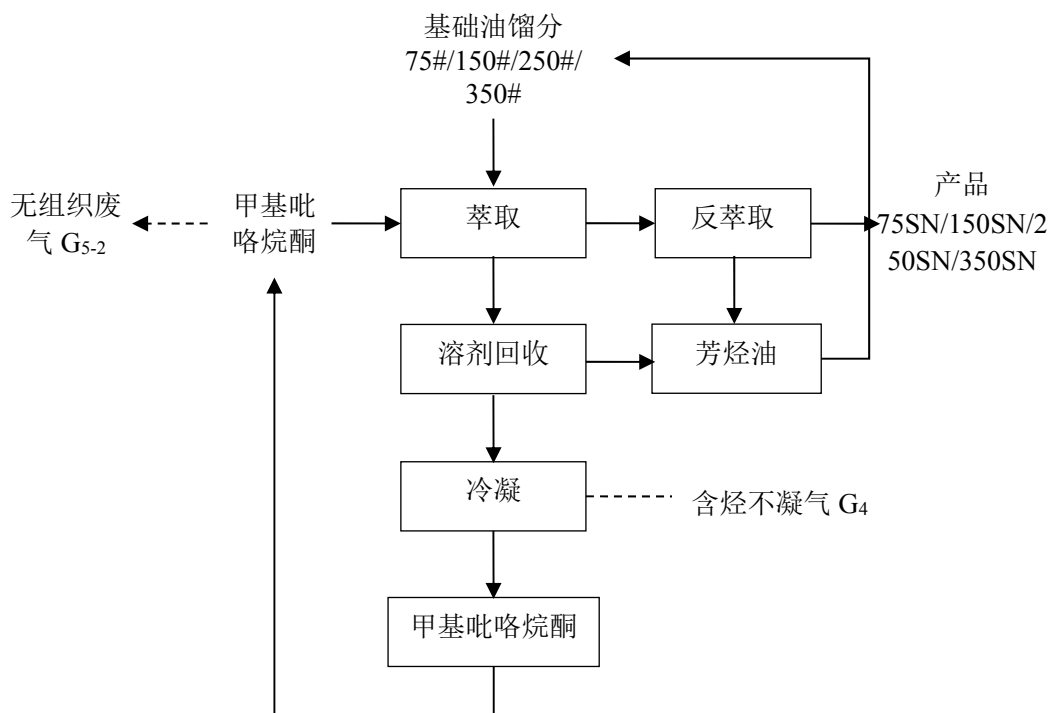 基础油馏分
75#/150#/250#/
350#
无组织废
气 G5-2
甲基吡
咯烷酮
萃取
反萃取
产品
75SN/150SN/2
50SN/350SN
溶剂回收
芳烃油
冷凝
含烃不凝气 G4
甲基吡咯烷酮